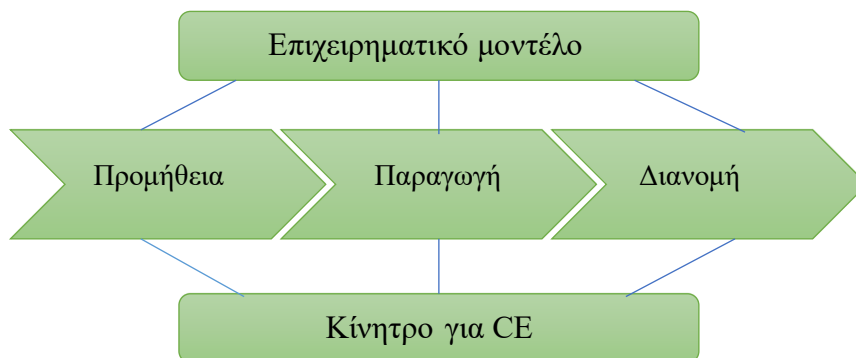 Επιχειρηματικό μοντέλο
Προμήθεια
Παραγωγή
Διανομή
Κίνητρο για CE